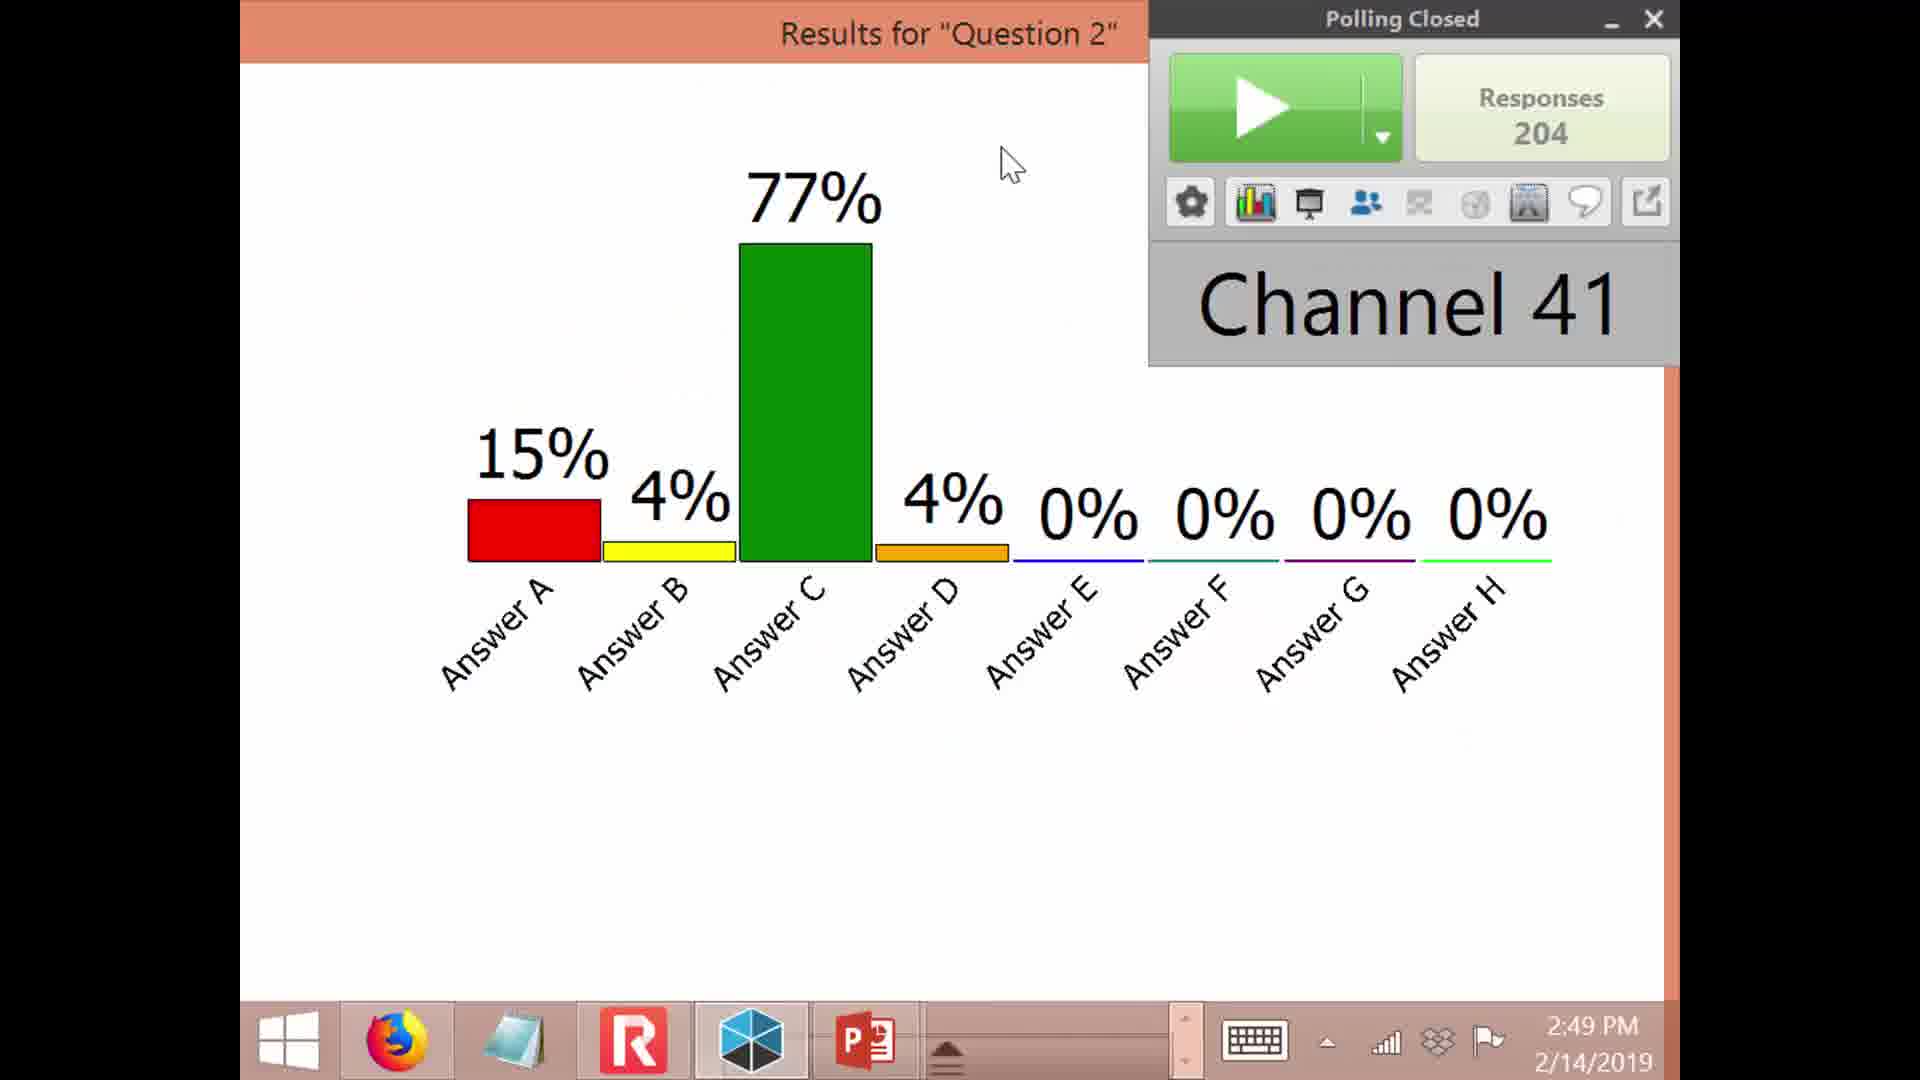 Results for "Question 2"
Polling Closed
Responses
204
Channel 41
77%
15%
4%
4%
0%
0%
0%
0%
Answer A
Answer B
Answer C
Answer D
Answer E
Answer F
Answer G
Answer H
R
P
2:49 PM
2/14/2019